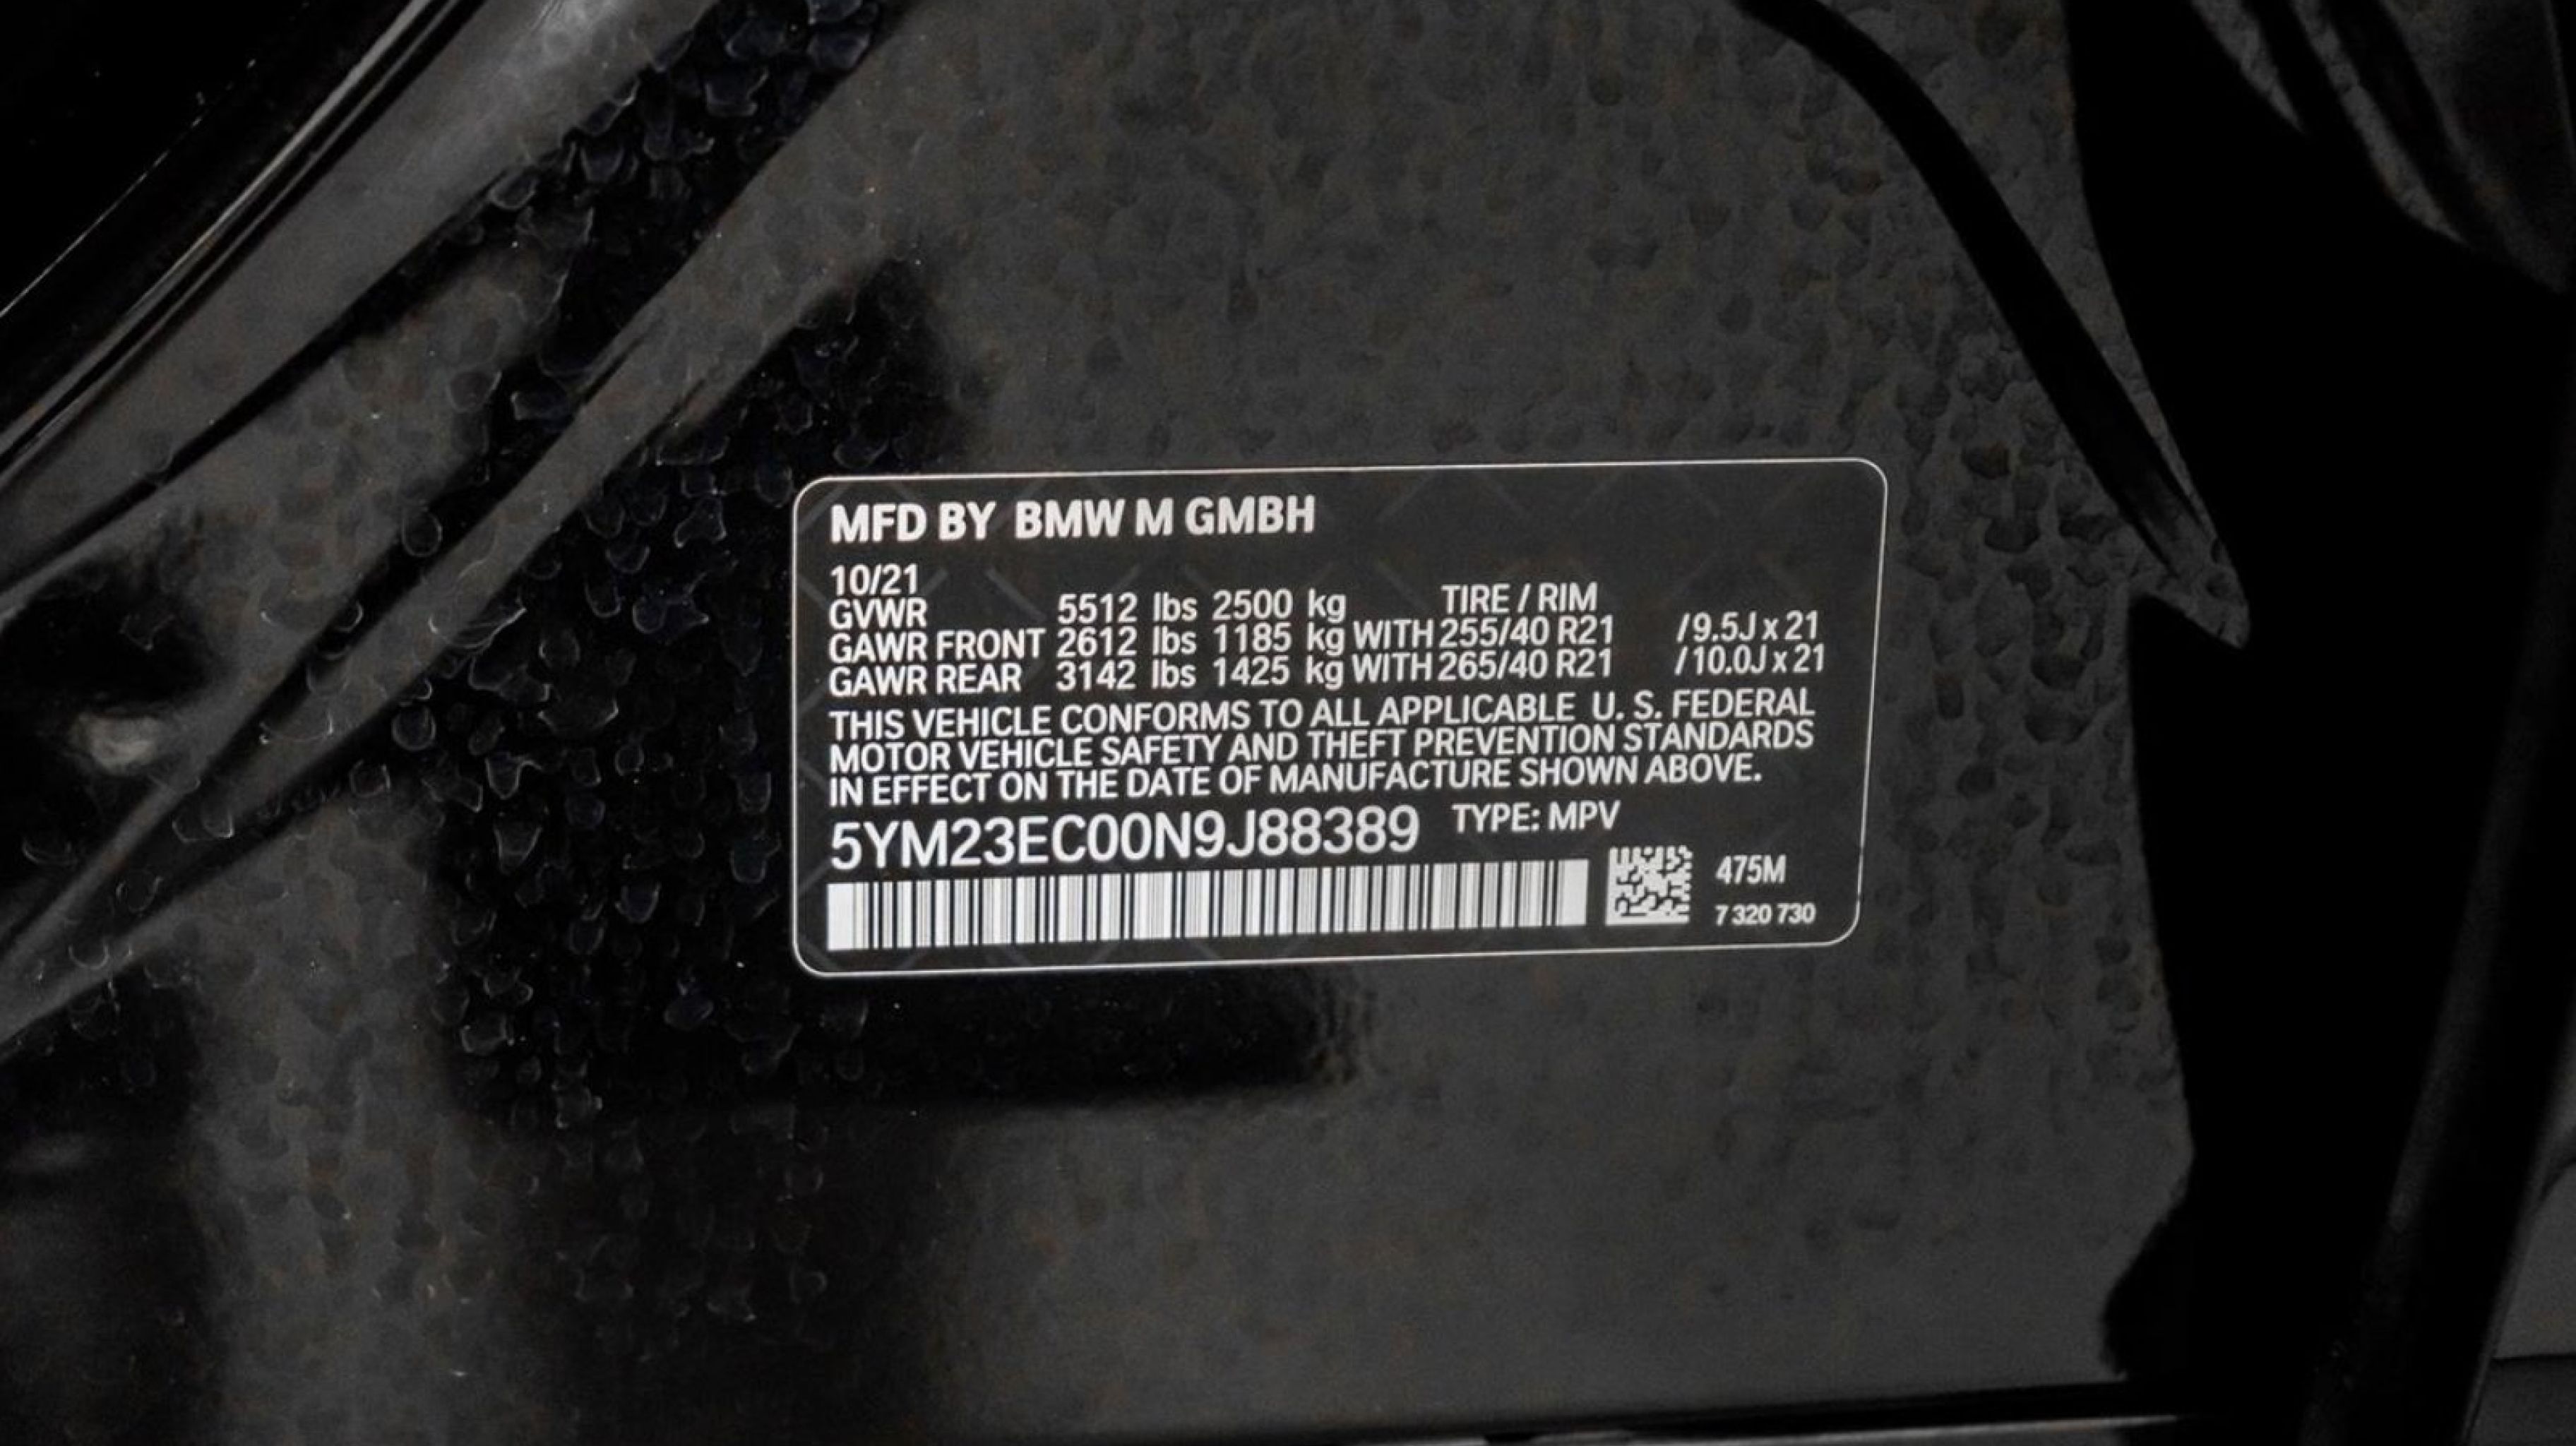 MFD BY BMW M GMBH
10/21
TIRE / RIM
GVWR 5512 lbs 2500 kg
GAWR FRONT 2612 lbs 1185 kg WITH 255/40 R21 /9.5J x 21
GAWR REAR 3142 lbs 1425 kg WITH 265/40 R21 /10.0J x 21
THIS VEHICLE CONFORMS TO ALL APPLICABLE U. S. FEDERAL
MOTOR VEHICLE SAFETY AND THEFT PREVENTION STANDARDS
IN EFFECT ON THE DATE OF MANUFACTURE SHOWN ABOVE.
5YM23EC00N9J88389 TYPE: MPV
475M
7 320 730